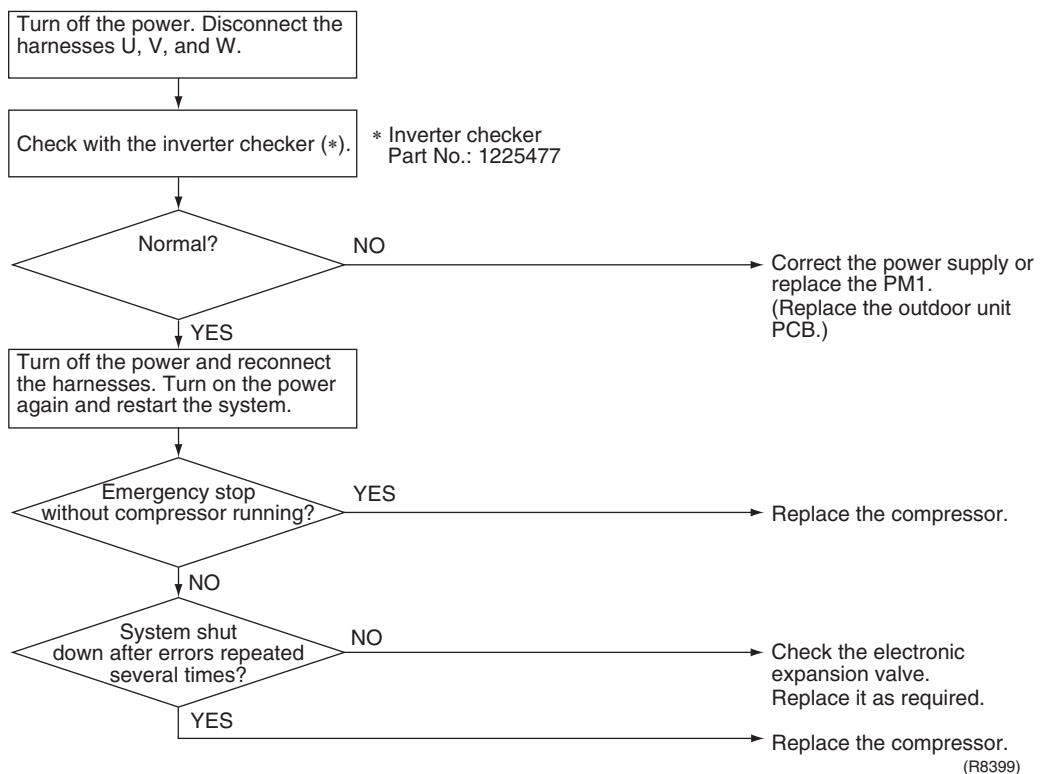 Turn off the power. Disconnect the
harnesses U, V, and W.
Check with the inverter checker (*).
* Inverter checker
Part No.: 1225477
Normal?
NO
Correct the power supply or
replace the PM1.
(Replace the outdoor unit
PCB.)
YES
Turn off the power and reconnect
the harnesses. Turn on the power
again and restart the system.
Emergency stop
without compressor running?
YES
Replace the compressor.
NO
System shut
down after errors repeated
several times?
NO
Check the electronic
expansion valve.
Replace it as required.
YES
Replace the compressor.
(R8399)